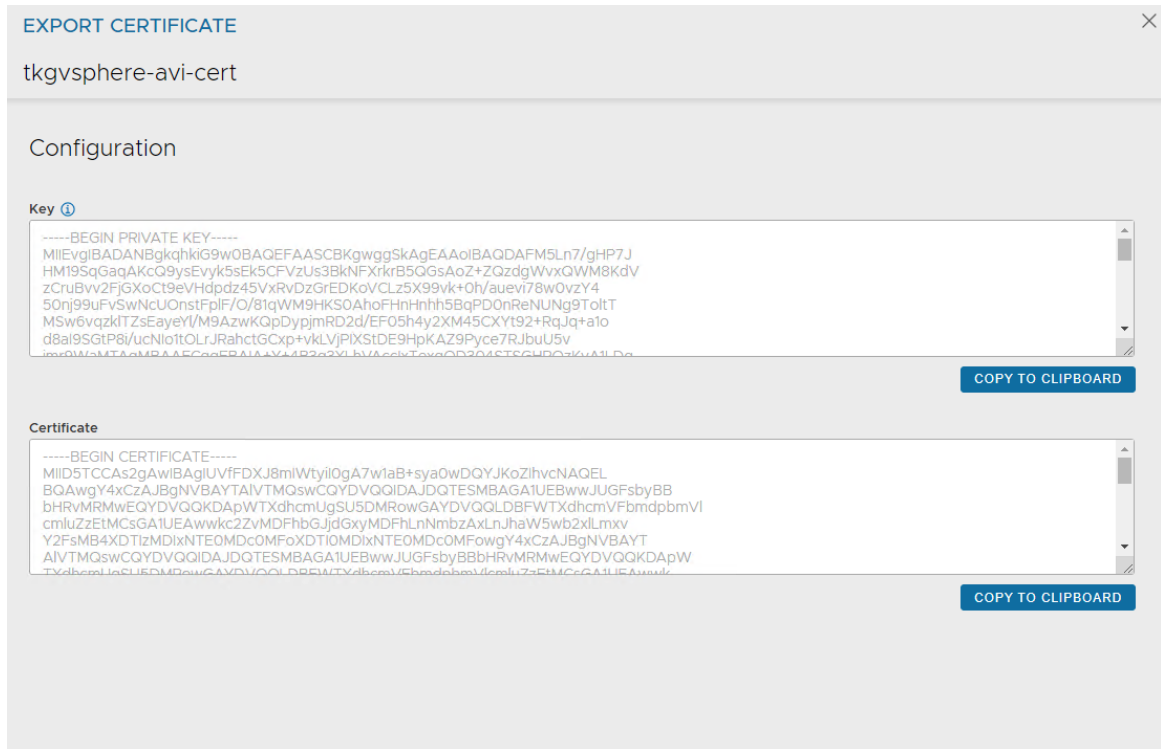 EXPORT CERTIFICATE
tkgvsphere-avi-cert
Configuration
Key
-----BEGIN PRIVATE KEY-----
MIIEvgIBADANBgkqhkiG9w0BAQEFAASCBKgwggSkAgEAAoIBAQDAFM5Ln7/gHP7J
HM19SqGaqAKcQ9ysEvyk5sEk5CFVzUs3BkNFXrkrB5QGsAoZ+ZQzdgWvxQWM8KdV
zCruBvv2FjGXoCt9eVHdpdz45VxRvDzGrEDKoVCLz5X99vk+0h/auevi78w0vzY4
50nj99uFvSwNcUOnstFplF/O/81qWM9HKS0AhoFHnHnhh5BqPD0nReNUNg9ToltT
MSw6vqzklTZsEayeYl/M9AzwKQpDypjmRD2d/EF05h4y2XM45CXYt92+RqJq+a1o
d8al9SGtP8i/ucNIo1tOLrJRahctGCxp+vkLVjPIXStDE9HpKAZ9Pyce7RJbuU5v
COPY TO CLIPBOARD
Certificate
-----BEGIN CERTIFICATE-----
MIID5TCCAs2gAwIBAgIUVfFDXJ8mIWtyil0gA7w1aB+sya0wDQYJKoZIhvcNAQEL
BQAwgY4xCzAJBgNVBAYTAlVTMQswCQYDVQQIDAJDQTESMBAGA1UEBwwJUGFsbyBB
bHRvMRMwEQYDVQQKDApWTXdhcmUgSU5DMRowGAYDVQQLDBFWTXdhcmVFbmdpbmVl
cmluZzEtMCsGA1UEAwwkc2ZvMDFhbGJjdGxyMDFhLnNmbzAxLnJhaW5wb2xlLmxv
Y2FsMB4XDTIzMDIxNTE0MDc0MFoXDTI0MDIxNTE0MDc0MFowgY4xCzAJBgNVBAYT
AlVTMQswCQYDVQQIDAJDQTESMBAGA1UEBwwJUGFsbyBBbHRvMRMwEQYDVQQKDApW
COPY TO CLIPBOARD